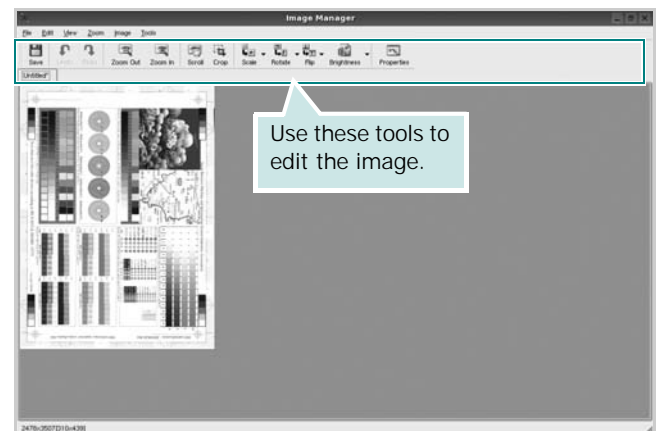 Image Manager
File Edit View Zoom Image Tools
Save Undo Redo Zoom Out Zoom In Scroll Crop Scale Rotate Flip Brightness Properties
Untitled*
Use these tools to
edit the image.